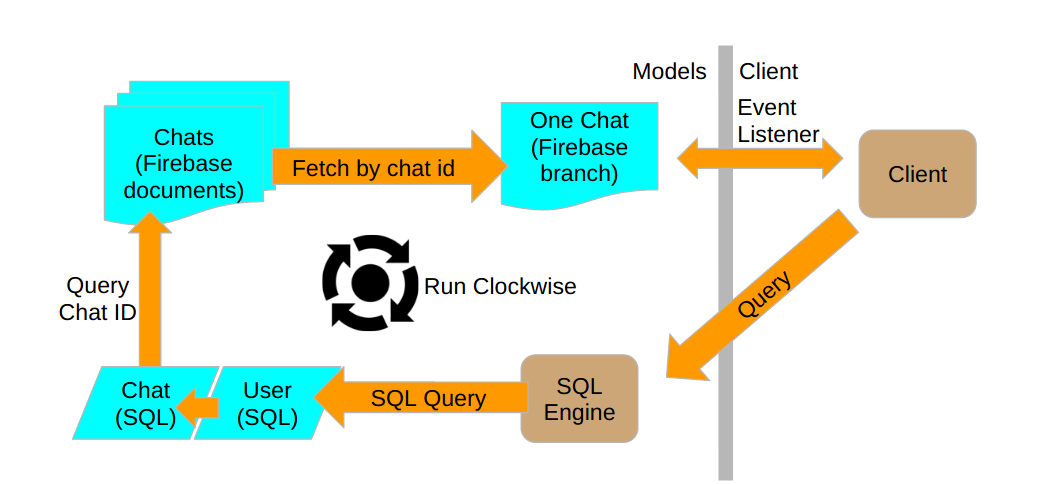 Models
Client
Event
Listener
Chats
(Firebase
documents)
Fetch by chat id
One Chat
(Firebase
branch)
Client
Query
Chat ID
Run Clockwise
Query
Chat
(SQL)
User
(SQL)
SQL Query
SQL
Engine